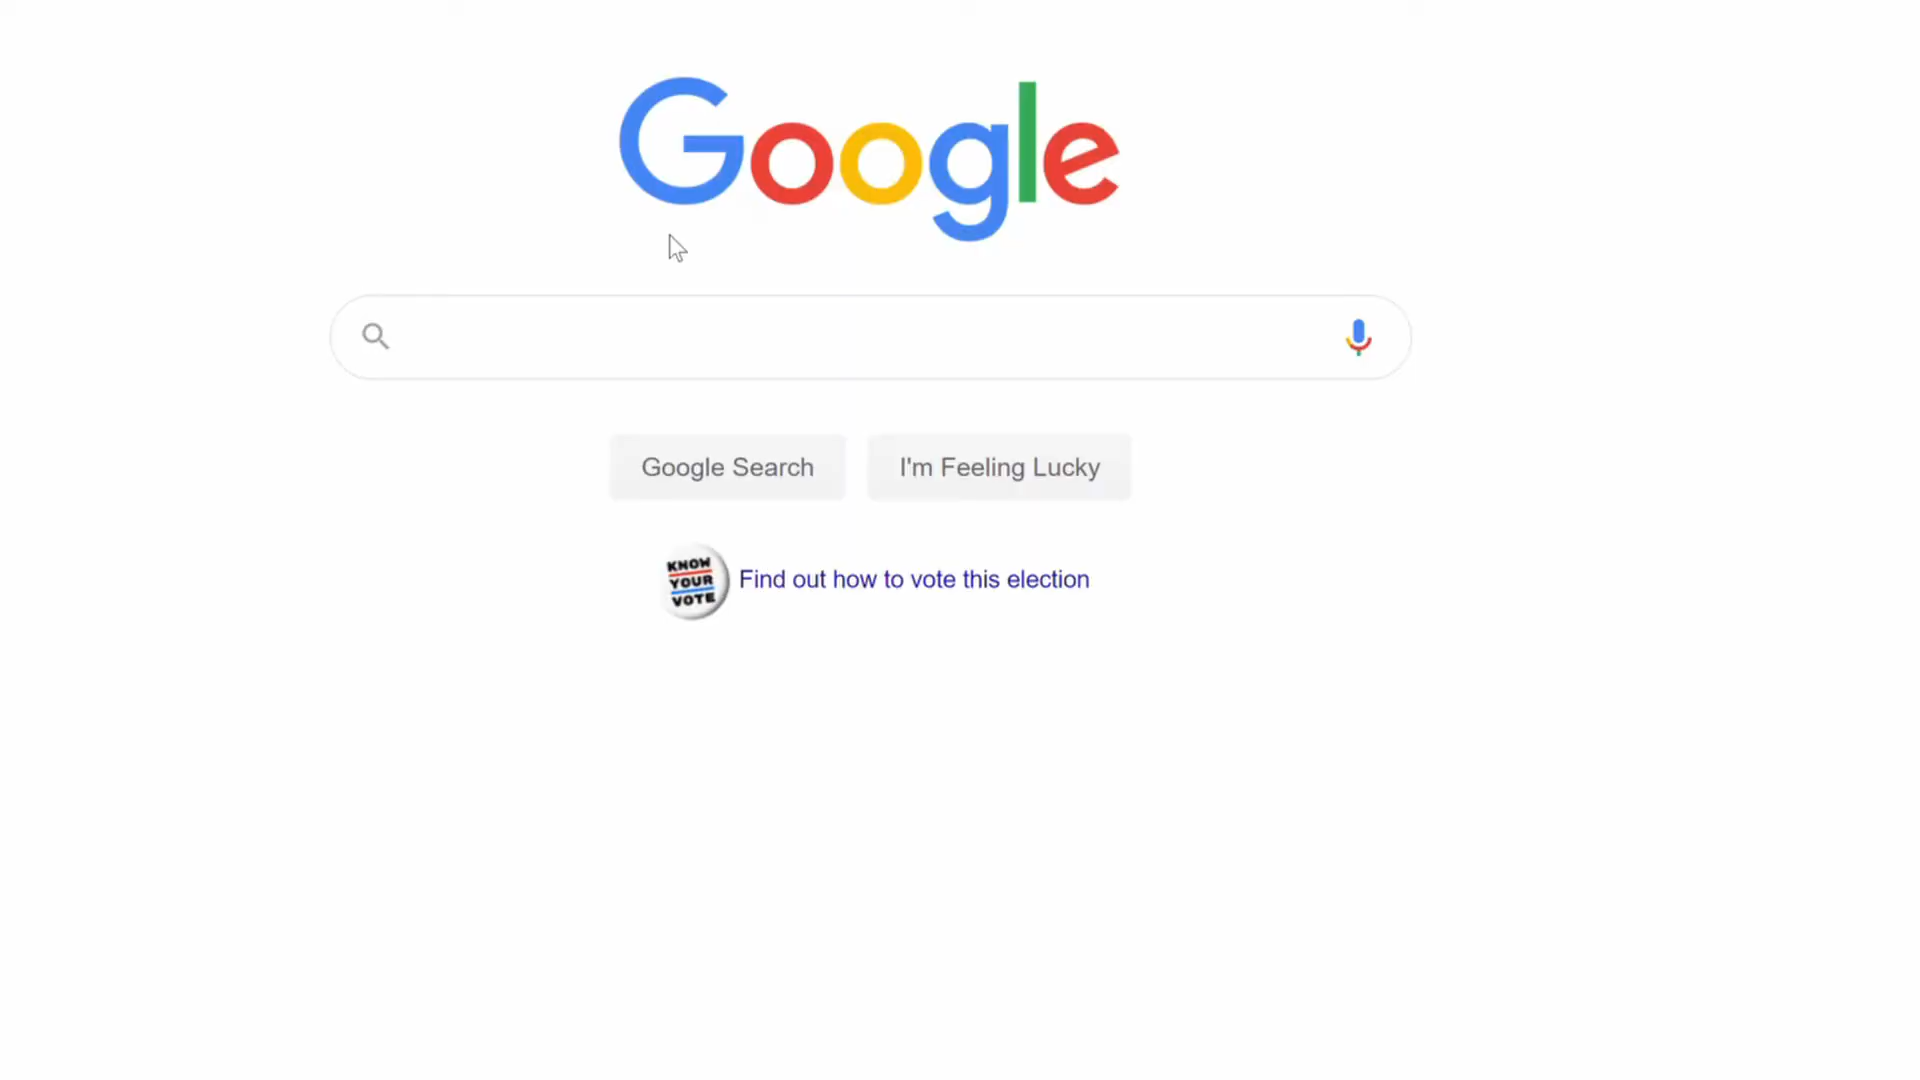 Google
Google Search
I'm Feeling Lucky
KNOW
YOUR
VOTE
Find out how to vote this election